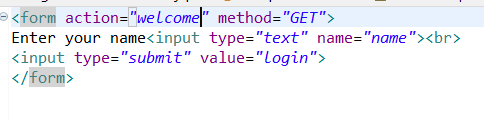 <form action="welcome" method="GET">
Enter your name<input type="text" name="name"><br>
<input type="submit" value="login">
</form>